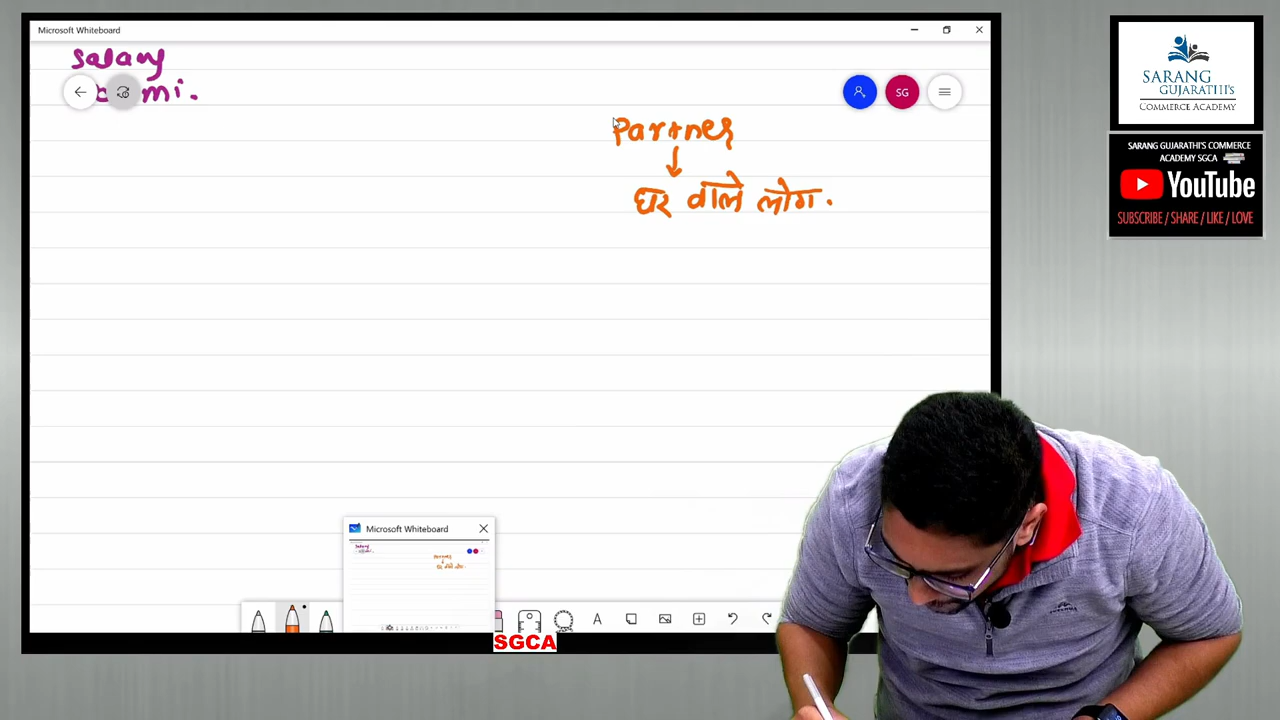 Microsoft Whiteboard
Salary
Partner
SG
घर वाले लोग.
Microsoft Whiteboard
SGCA
SARANG
GUJARATHI'S
COMMERCE ACADEMY
SARANG GUJARATHI'S COMMERCE
ACADEMY SGCA
YouTube
SUBSCRIBE / SHARE / LIKE / LOVE